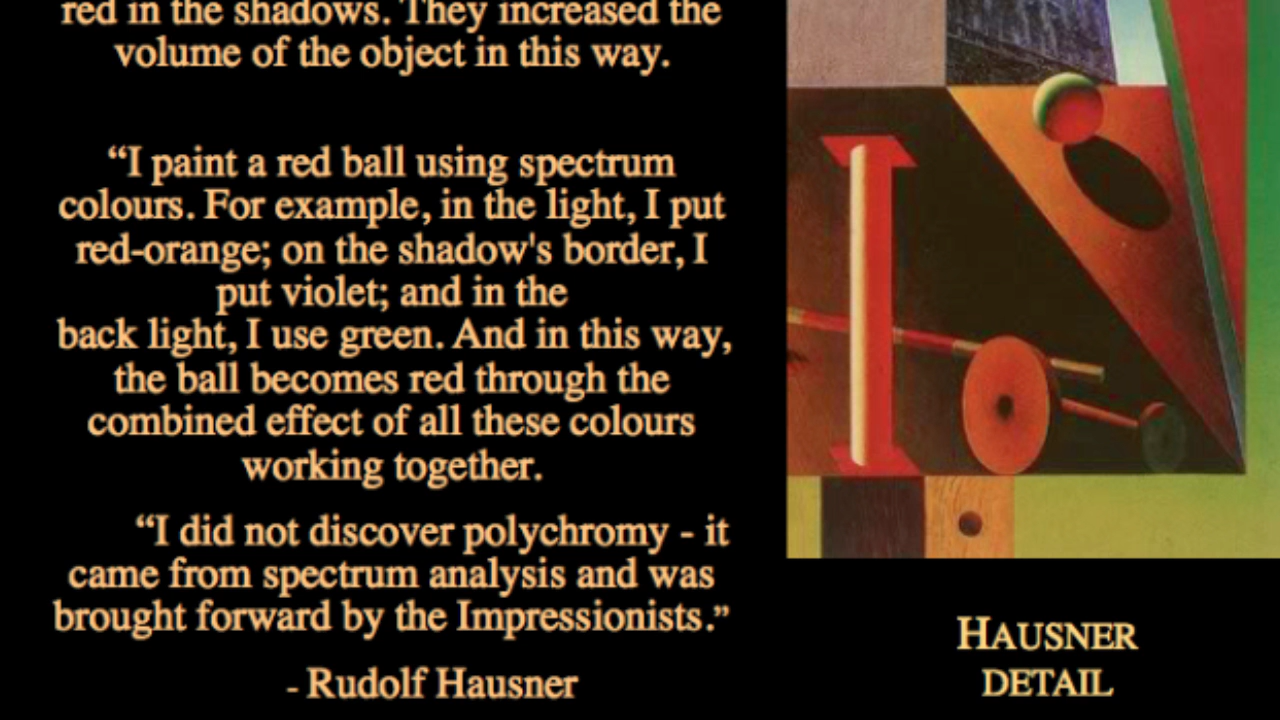 red in the shadows. They increased the
volume of the object in this way.
“I paint a red ball using spectrum
colours. For example, in the light, I put
red-orange; on the shadow's border, I
put violet; and in the
back light, I use green. And in this way,
the ball becomes red through the
combined effect of all these colours
working together.
“I did not discover polychromy - it
came from spectrum analysis and was
brought forward by the Impressionists.”
- Rudolf Hausner
HAUSNER
DETAIL